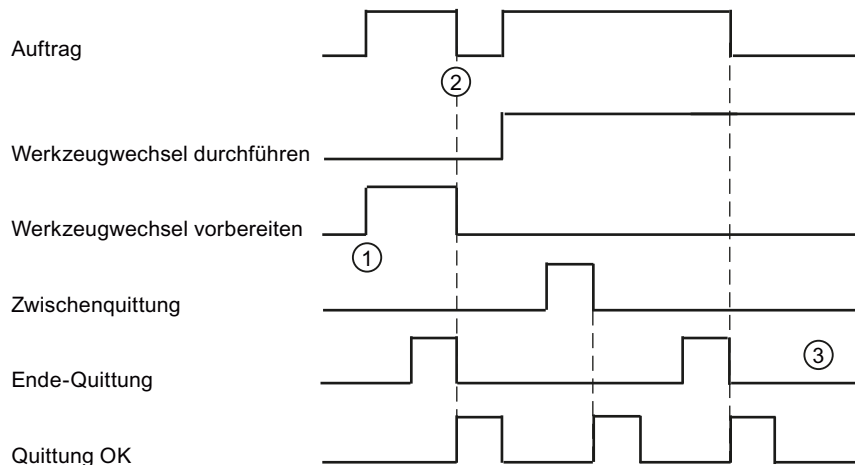 Auftrag
②
Werkzeugwechsel durchführen
Werkzeugwechsel vorbereiten
①
Zwischenquittung
③
Ende-Quittung
Quittung OK